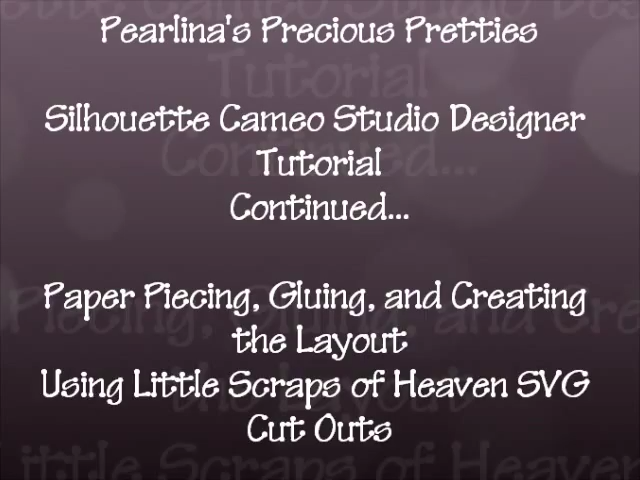 Pearlina's Precious Pretties
Silhouette Cameo Studio Designer
Tutorial
Continued...
Paper Piecing, Gluing, and Creating
the Layout
Using Little Scraps of Heaven SVG
Cut Outs